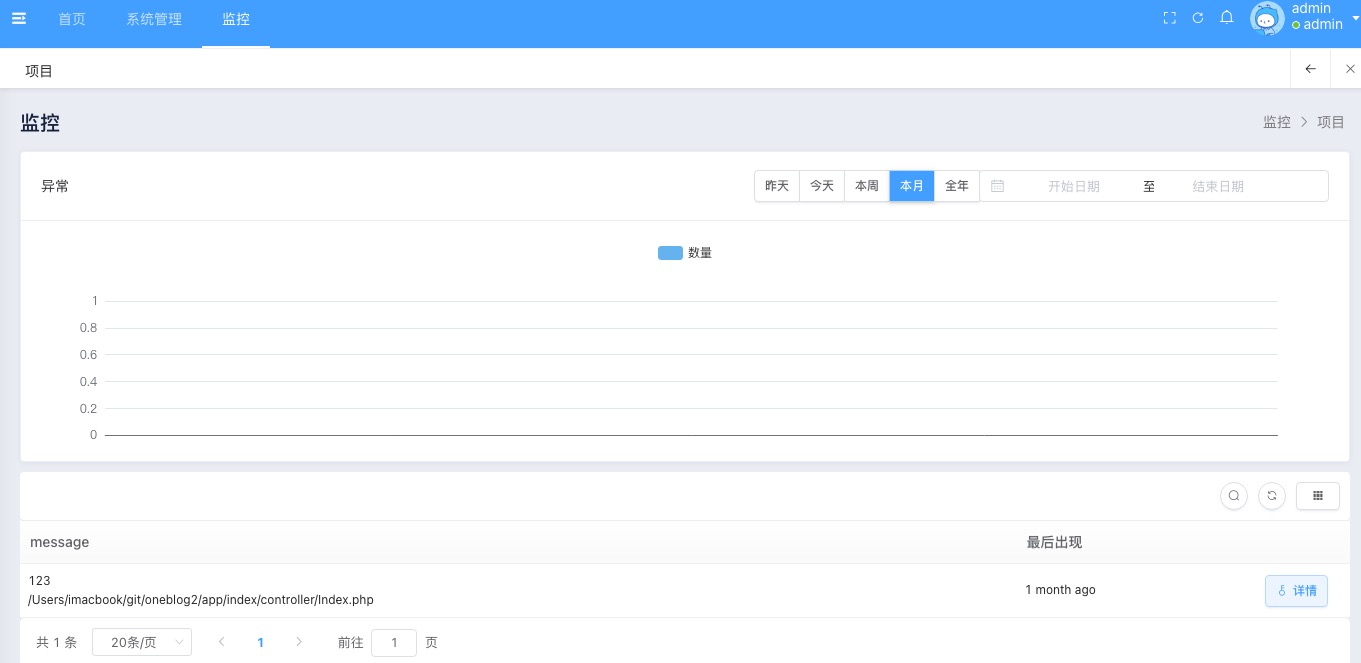 首页 系统管理 监控
admin
admin
项目
监控
监控 > 项目
异常
昨天 今天 本周 本月 全年 开始日期 至 结束日期
数量
1
0.8
0.6
0.4
0.2
0
message 最后出现
123
/Users/imacbook/git/oneblog2/app/index/controller/Index.php
1 month ago
详情
共 1 条 20条/页 1 前往 1 页